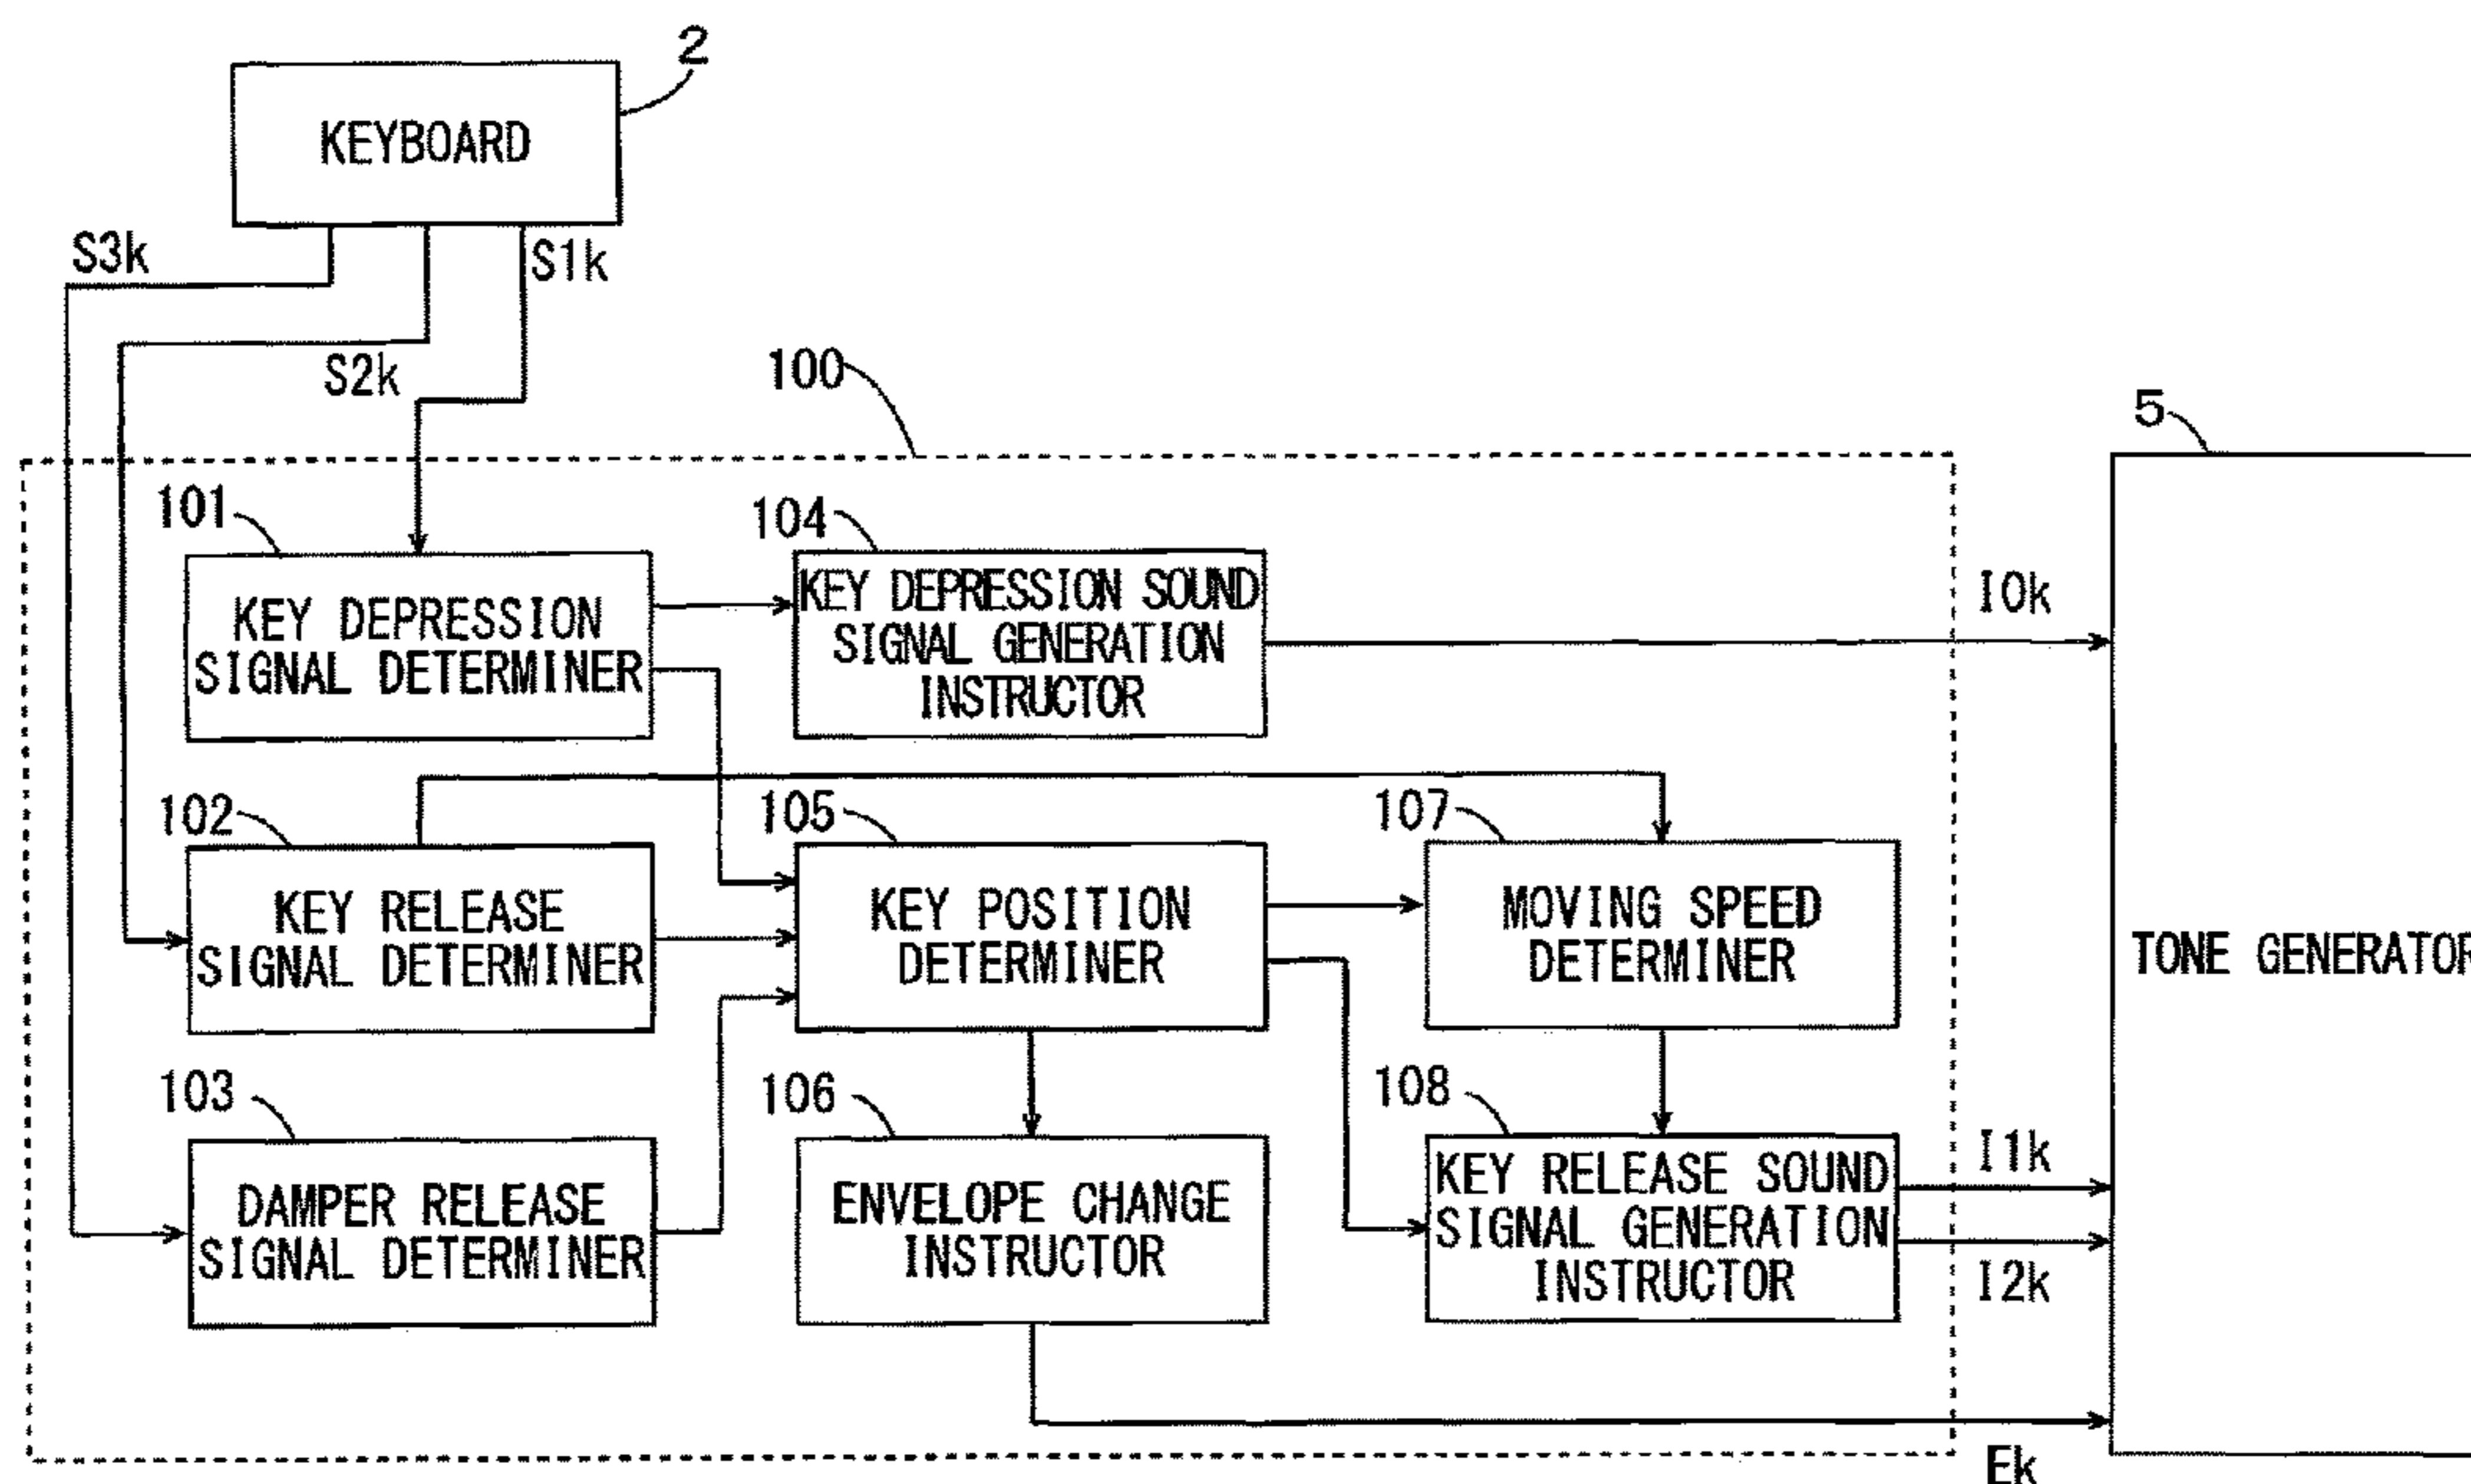 2
KEYBOARD
S3k
S1k
S2k
100
5
101
104
KEY DEPRESSION
SIGNAL DETERMINER
KEY DEPRESSION SOUND
SIGNAL GENERATION
INSTRUCTOR
I0k
102
105
107
KEY RELEASE
SIGNAL DETERMINER
KEY POSITION
DETERMINER
MOVING SPEED
DETERMINER
TONE GENERATOR
103
106
108
DAMPER RELEASE
SIGNAL DETERMINER
ENVELOPE CHANGE
INSTRUCTOR
KEY RELEASE SOUND
SIGNAL GENERATION
INSTRUCTOR
I1k
I2k
Ek